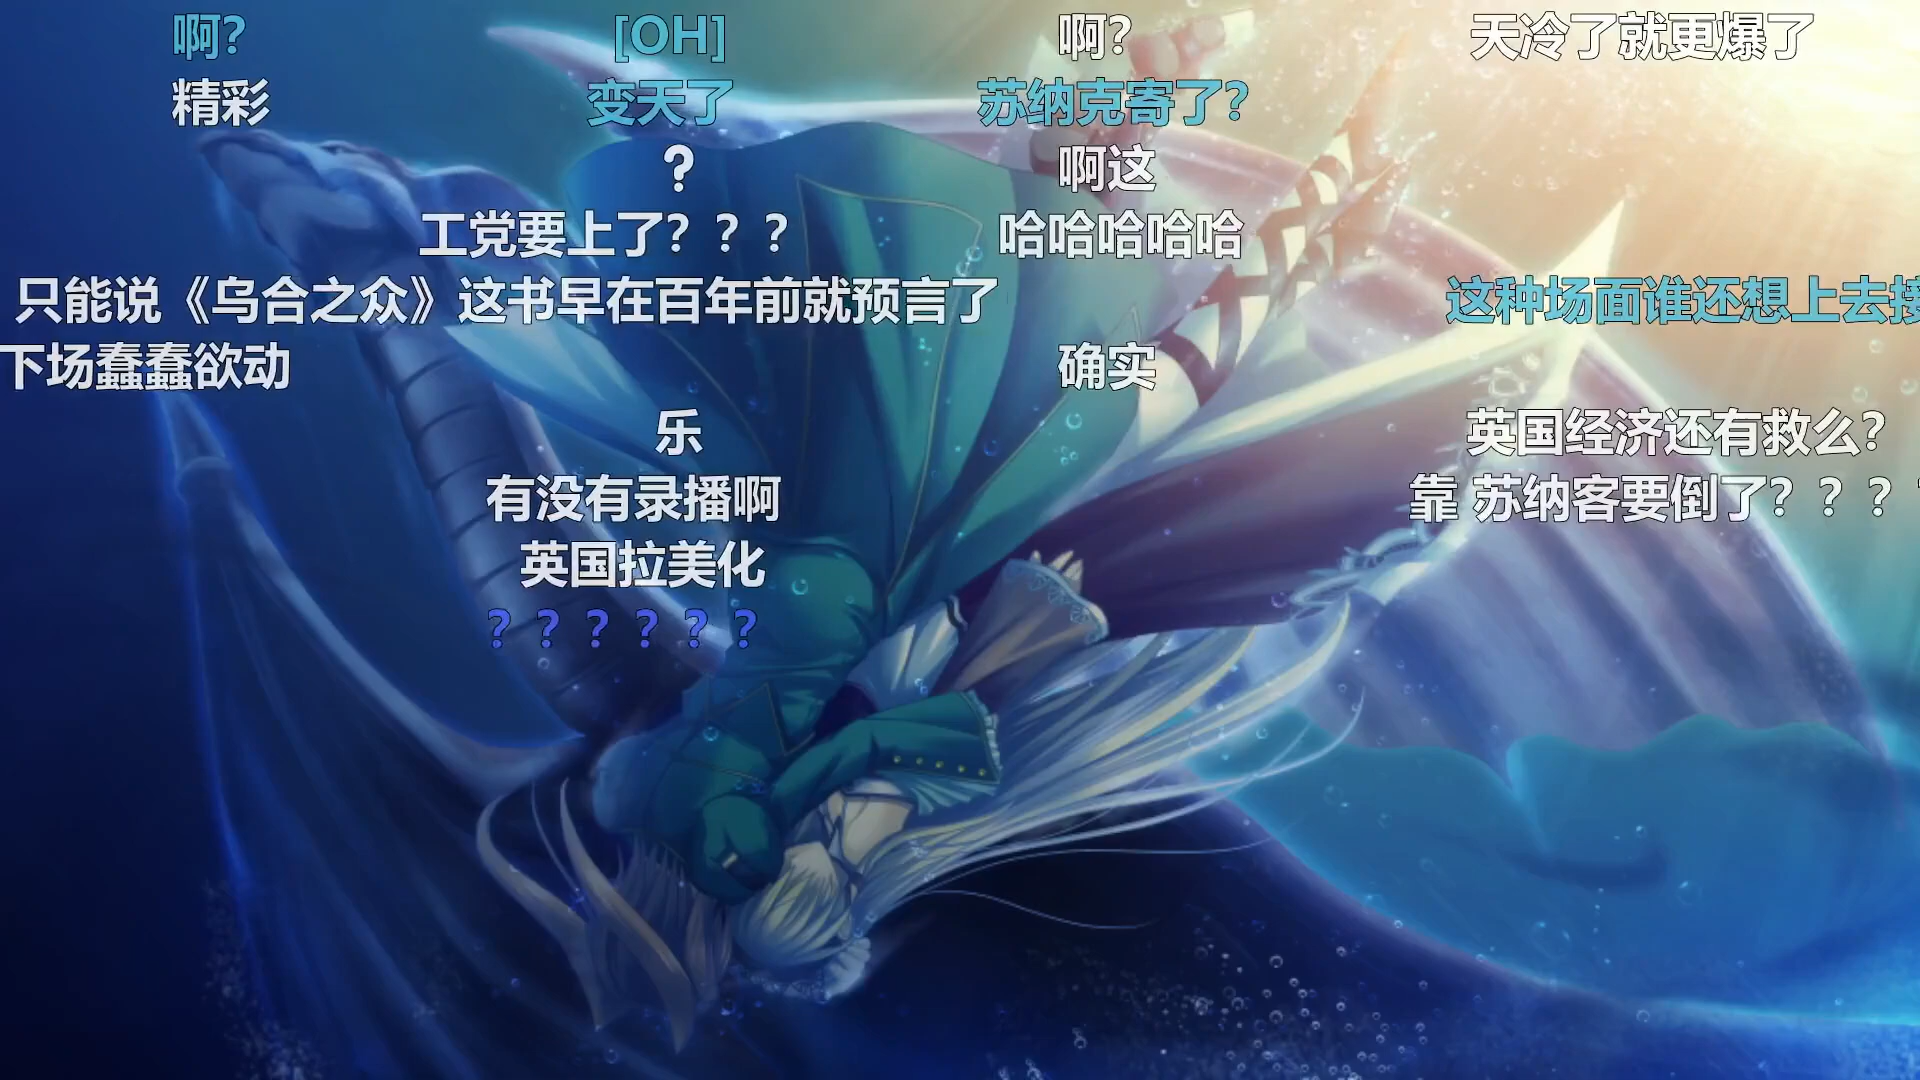 啊？ [OH] 啊？ 天冷了就更爆了
精彩 变天了 苏纳克寄了？
？ 啊这
工党要上了？？？ 哈哈哈哈哈
只能说《乌合之众》这书早在百年前就预言了 这种场面谁还想上去接
下场蠢蠢欲动 确实
乐 英国经济还有救么？
有没有录播啊 靠 苏纳客要倒了？？？
英国拉美化
？？？？？？